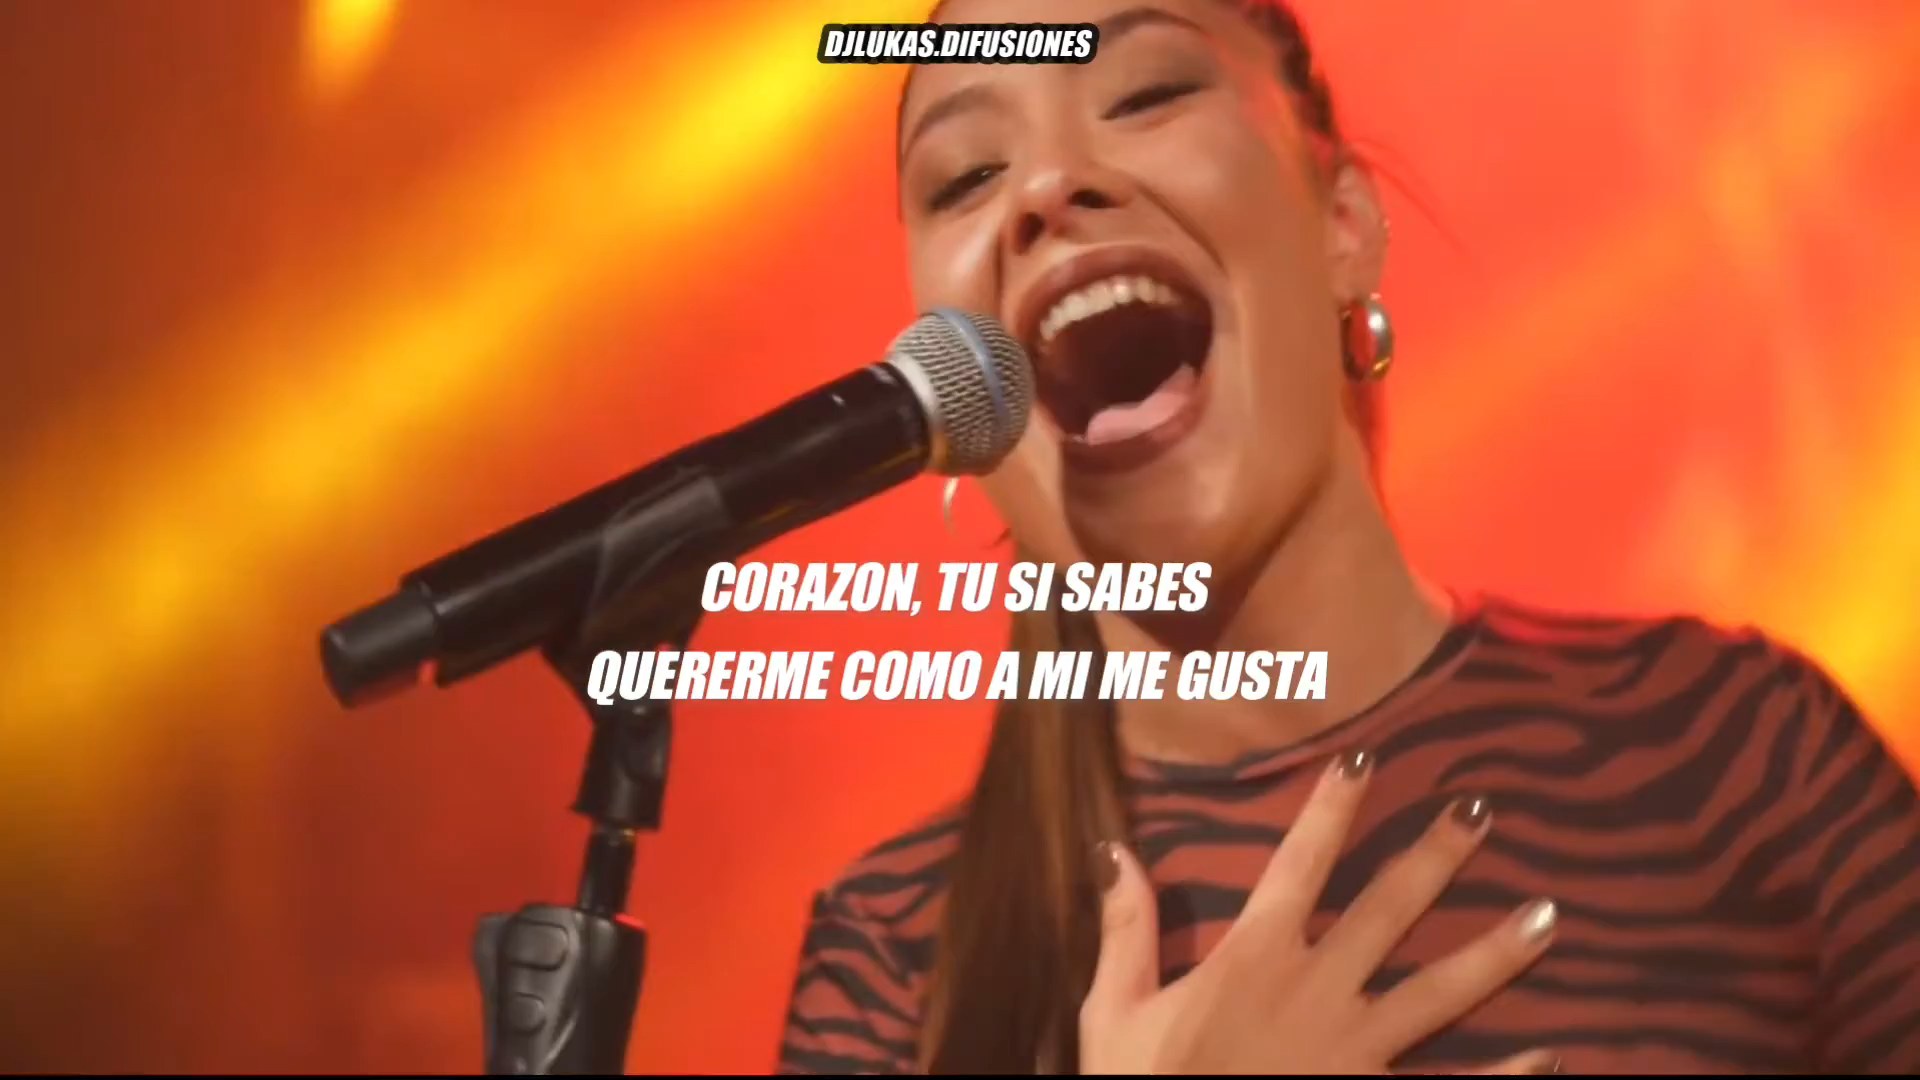 DJLUKAS.DIFUSIONES
CORAZON, TU SI SABES
QUERERME COMO A MI ME GUSTA